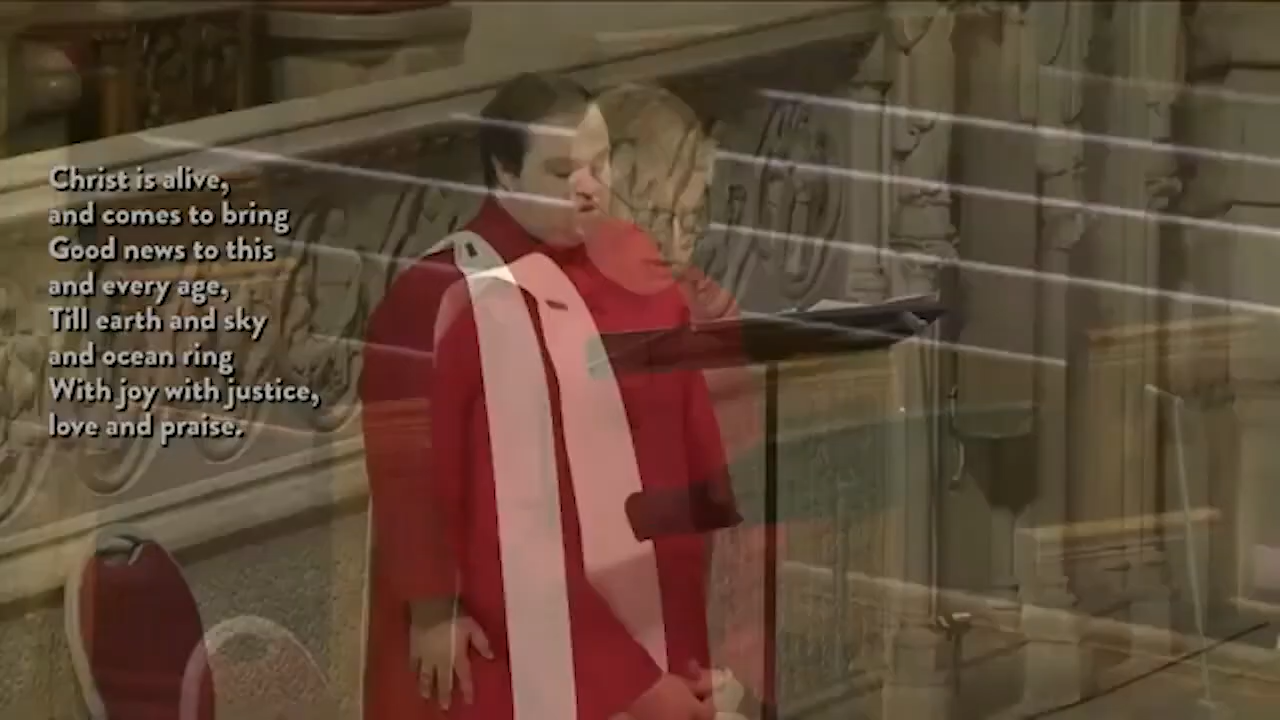 Christ is alive,
and comes to bring
Good news to this
and every age,
Till earth and sky
and ocean ring
With joy with justice,
love and praise.